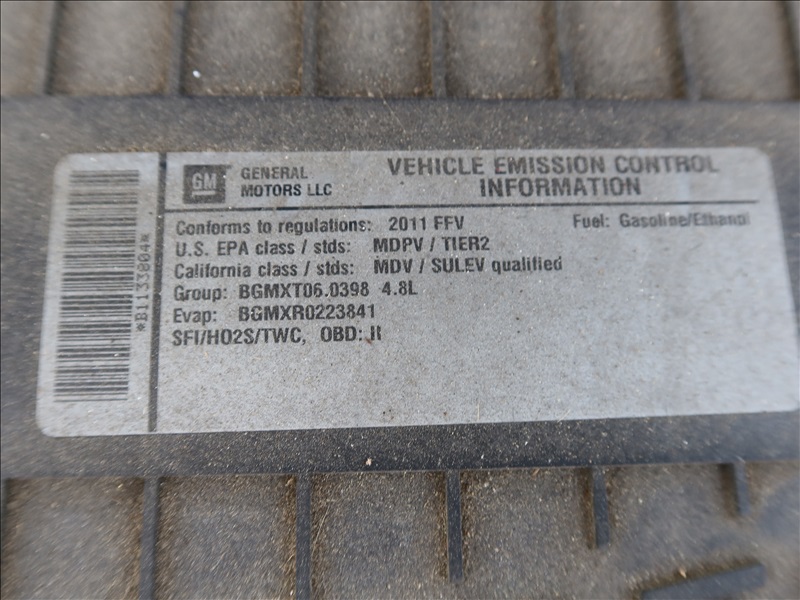 GM
GENERAL
MOTORS LLC
VEHICLE EMISSION CONTROL
INFORMATION
Conforms to regulations: 2011 FFV Fuel: Gasoline/Ethanol
U.S. EPA class / stds: MDPV / TIER2
California class / stds: MDV / SULEV qualified
Group: BGMXT06.0398 4.8L
Evap: BGMXR0223841
SFI/HO2S/TWC, OBD: II
*B1133804*